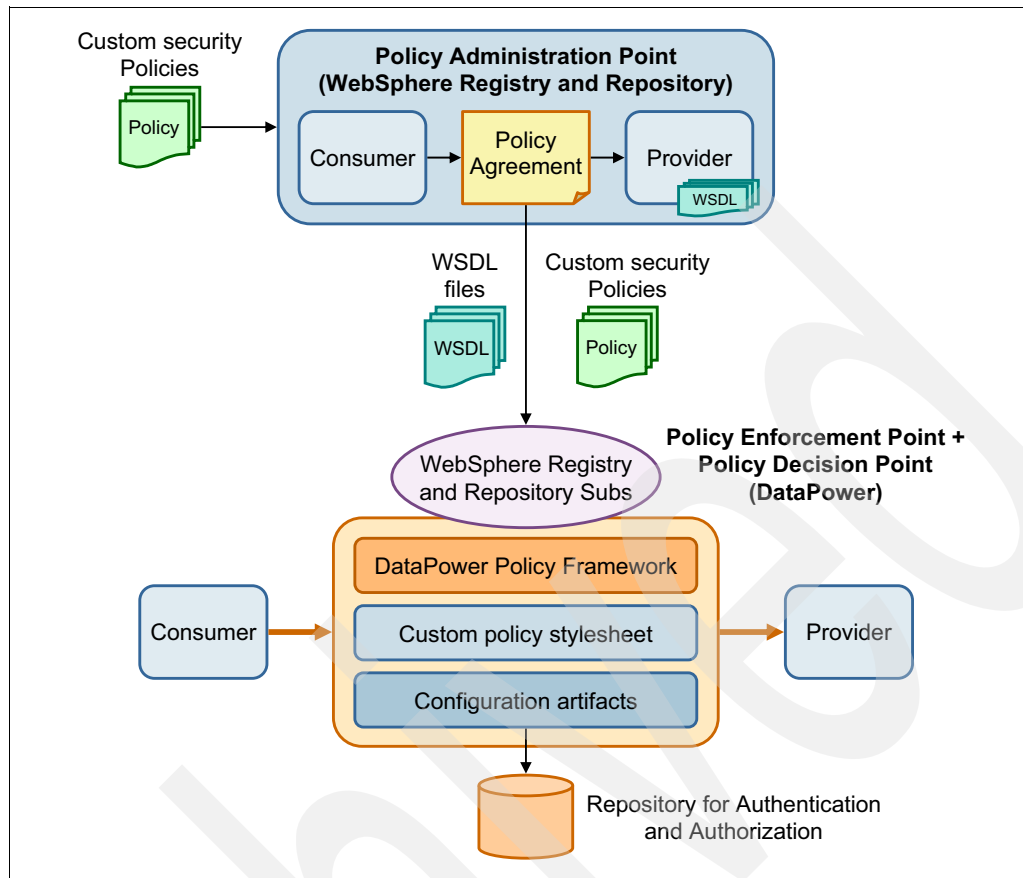 Custom security
Policies
Policy
Policy Administration Point
(WebSphere Registry and Repository)
Consumer
Policy
Agreement
Provider
WSDL
WSDL
files
WSDL
Custom security
Policies
Policy
WebSphere Registry
and Repository Subs
Policy Enforcement Point +
Policy Decision Point
(DataPower)
DataPower Policy Framework
Consumer
Custom policy stylesheet
Provider
Configuration artifacts
Repository for Authentication
and Authorization